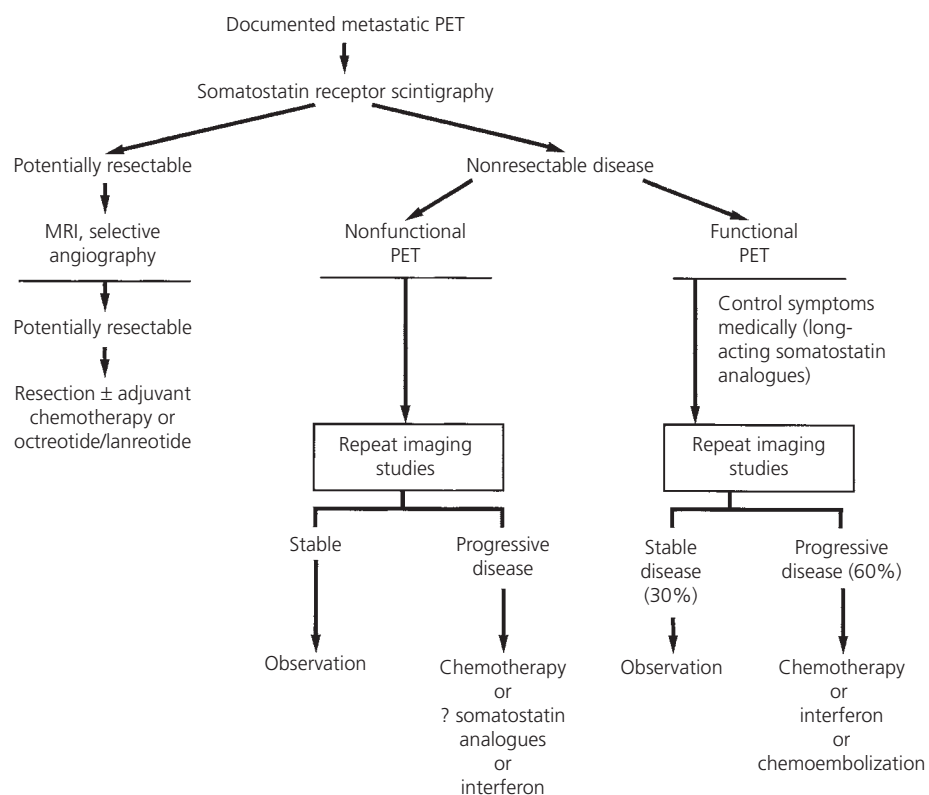 Documented metastatic PET
Somatostatin receptor scintigraphy
Potentially resectable
MRI, selective
angiography
Potentially resectable
Resection ± adjuvant
chemotherapy or
octreotide/lanreotide
Nonresectable disease
Nonfunctional
PET
Repeat imaging
studies
Stable
Observation
Progressive
disease
Chemotherapy
or
? somatostatin
analogues
or
interferon
Functional
PET
Control symptoms
medically (long-
acting somatostatin
analogues)
Repeat imaging
studies
Stable
disease
(30%)
Observation
Progressive
disease (60%)
Chemotherapy
or
interferon
or
chemoembolization